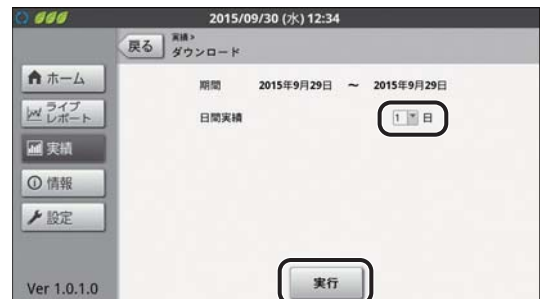 2015/09/30 (水) 12:34
戻る
実績>
ダウンロード
ホーム
ライブ
レポート
実績
情報
設定
Ver 1.0.1.0
期間 2015年9月29日 ~ 2015年9月29日
日間実績 1 日
実行